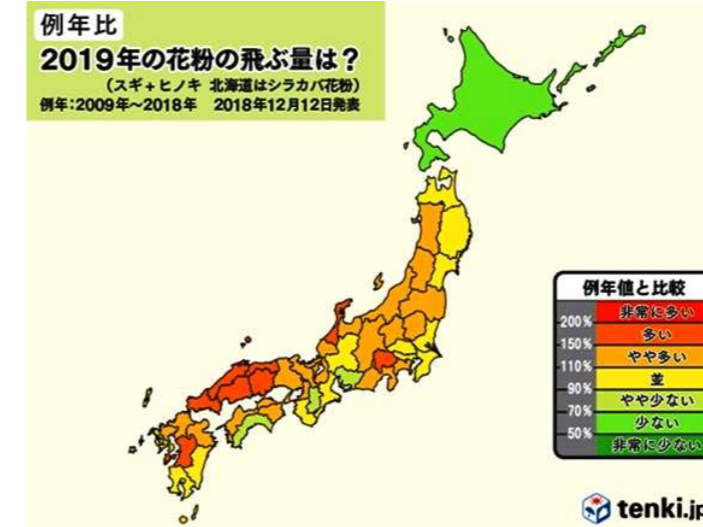 例年比
2019年の花粉の飛ぶ量は？
(スギ+ヒノキ 北海道はシラカバ花粉)
例年:2009年～2018年 2018年12月12日発表
例年値と比較
非常に多い
200%
多い
150%
やや多い
110%
並
90%
やや少ない
70%
少ない
50%
非常に少ない
tenki.jp